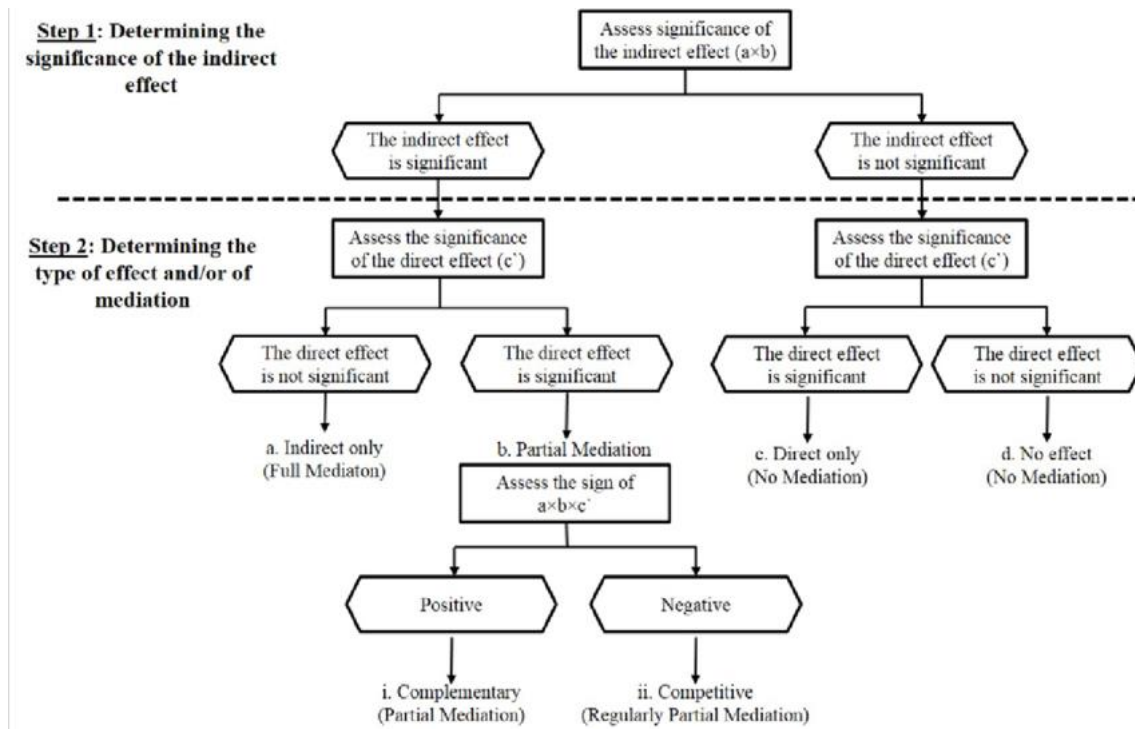 Step 1: Determining the
significance of the indirect
effect
Assess significance of
the indirect effect (a×b)
The indirect effect
is significant
The indirect effect
is not significant
Step 2: Determining the
type of effect and/or of
mediation
Assess the significance
of the direct effect (c`)
Assess the significance
of the direct effect (c`)
The direct effect
is not significant
The direct effect
is significant
The direct effect
is significant
The direct effect
is not significant
a. Indirect only
(Full Mediaton)
b. Partial Mediation
c. Direct only
(No Mediation)
d. No effect
(No Mediation)
Assess the sign of
a×b×c`
Positive
Negative
i. Complementary
(Partial Mediation)
ii. Competitive
(Regularly Partial Mediation)